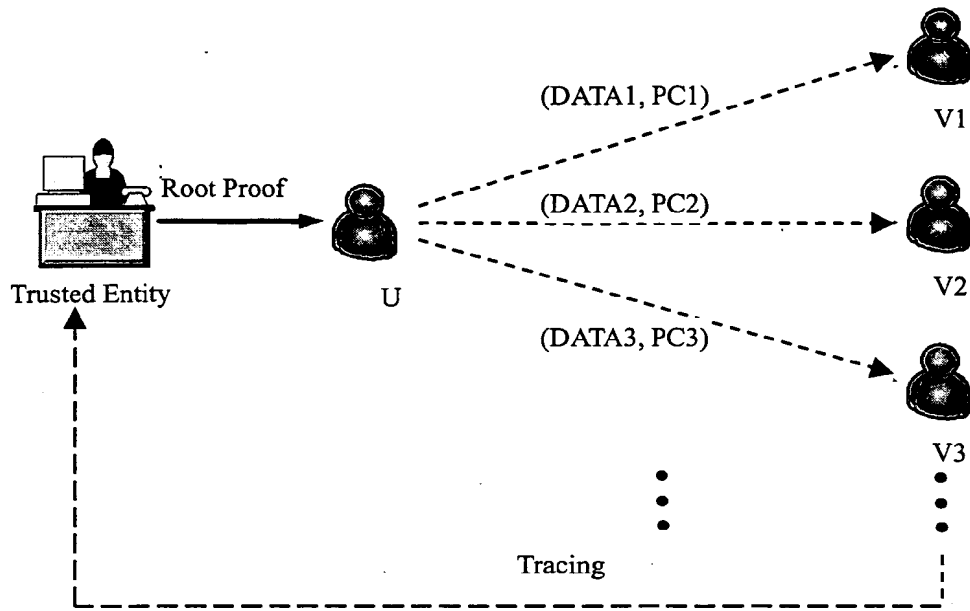 (DATA1, PC1)
V1
Root Proof
(DATA2, PC2)
Trusted Entity
U
V2
(DATA3, PC3)
V3
Tracing